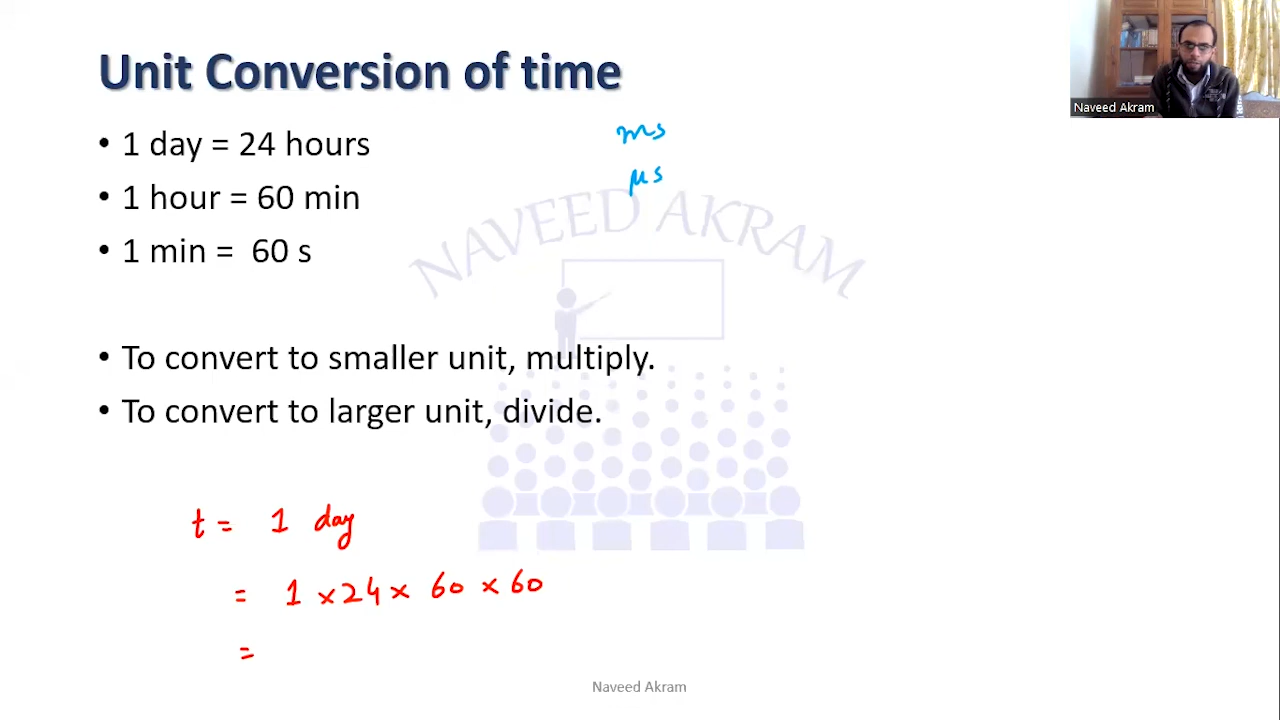 Unit Conversion of time
• 1 day = 24 hours
• 1 hour = 60 min
• 1 min = 60 s
ms
μs
NAVEED AKRAM
• To convert to smaller unit, multiply.
• To convert to larger unit, divide.
t = 1 day
= 1 × 24 × 60 × 60
=
Naveed Akram
Naveed Akram